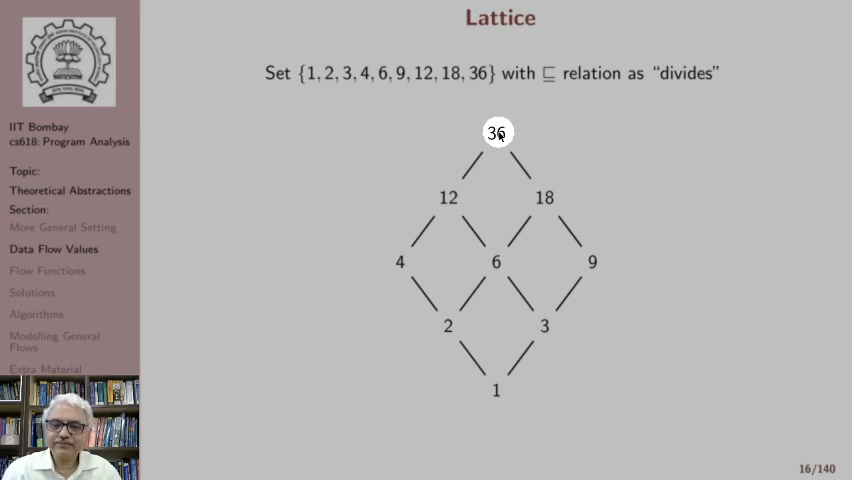 Lattice
Set {1, 2, 3, 4, 6, 9, 12, 18, 36} with ⊑ relation as “divides”
IIT Bombay
cs618: Program Analysis
Topic:
Theoretical Abstractions
Section:
More General Setting
Data Flow Values
Flow Functions
Solutions
Algorithms
Modelling General
Flows
Extra Material
36
12 18
4 6 9
2 3
1
16/140